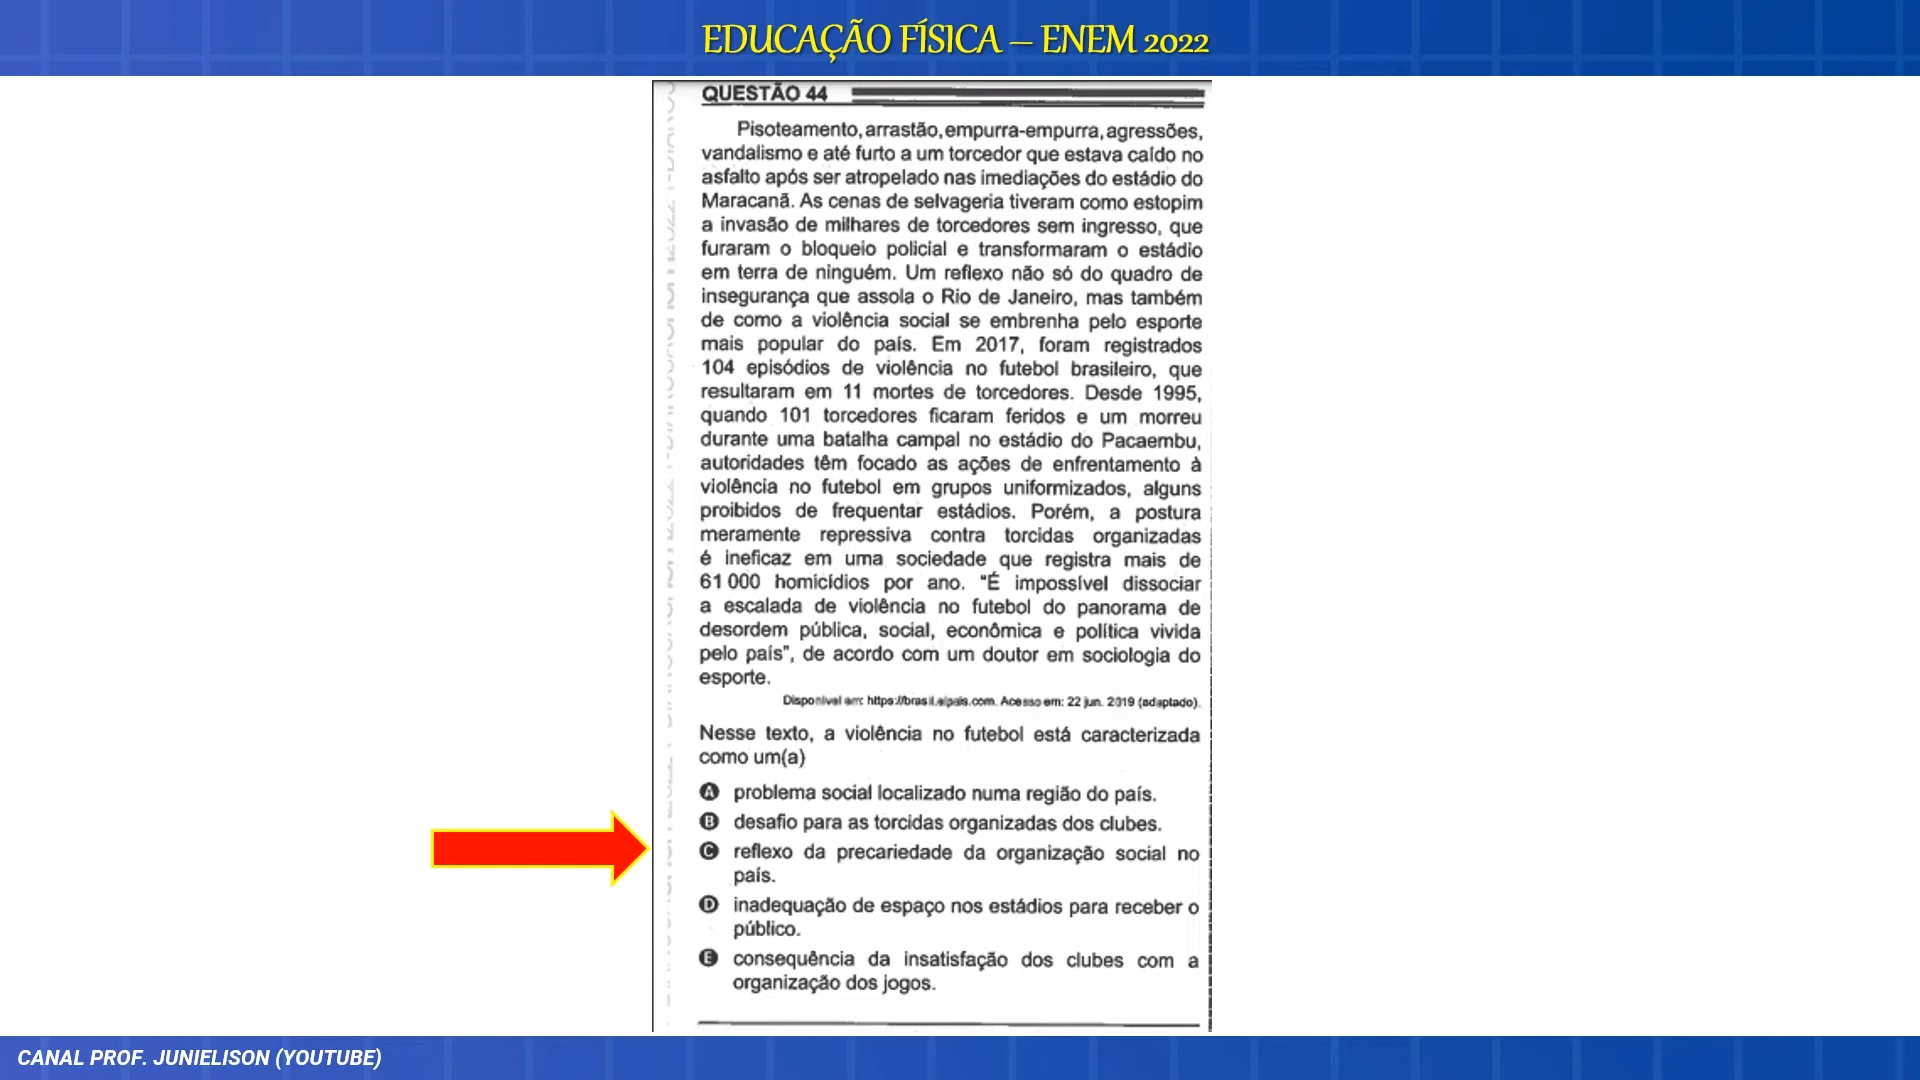 EDUCAÇÃO FÍSICA – ENEM 2022
QUESTÃO 44
Pisoteamento, arrastão, empurra-empurra, agressões,
vandalismo e até furto a um torcedor que estava caído no
asfalto após ser atropelado nas imediações do estádio do
Maracanã. As cenas de selvageria tiveram como estopim
a invasão de milhares de torcedores sem ingresso, que
furaram o bloqueio policial e transformaram o estádio
em terra de ninguém. Um reflexo não só do quadro de
insegurança que assola o Rio de Janeiro, mas também
de como a violência social se embrenha pelo esporte
mais popular do país. Em 2017, foram registrados
104 episódios de violência no futebol brasileiro, que
resultaram em 11 mortes de torcedores. Desde 1995,
quando 101 torcedores ficaram feridos e um morreu
durante uma batalha campal no estádio do Pacaembu,
autoridades têm focado as ações de enfrentamento à
violência no futebol em grupos uniformizados, alguns
proibidos de frequentar estádios. Porém, a postura
meramente repressiva contra torcidas organizadas
é ineficaz em uma sociedade que registra mais de
61 000 homicídios por ano. "É impossível dissociar
a escalada de violência no futebol do panorama de
desordem pública, social, econômica e política vivida
pelo país", de acordo com um doutor em sociologia do
esporte.
Disponível em: https://brasil.elpais.com. Acesso em: 22 jun. 2019 (adaptado).
Nesse texto, a violência no futebol está caracterizada
como um(a)
A problema social localizado numa região do país.
B desafio para as torcidas organizadas dos clubes.
C reflexo da precariedade da organização social no
país.
D inadequação de espaço nos estádios para receber o
público.
E consequência da insatisfação dos clubes com a
organização dos jogos.
CANAL PROF. JUNIELISON (YOUTUBE)